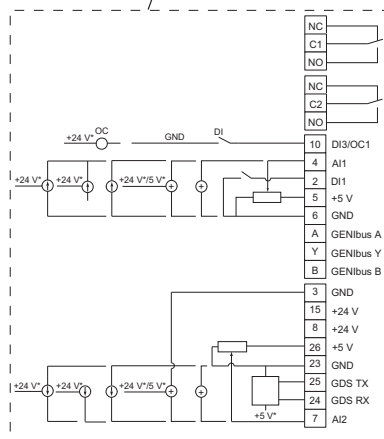 NC
C1
NO
NC
C2
NO
+24 V* OC GND DI 10 DI3/OC1
4 AI1
+24 V* +24 V* +24 V*/5 V* 2 DI1
5 +5 V
6 GND
A GENIbus A
Y GENIbus Y
B GENIbus B
3 GND
15 +24 V
8 +24 V
26 +5 V
23 GND
25 GDS TX
+24 V* +24 V* +24 V*/5 V* 24 GDS RX
+5 V* 7 AI2